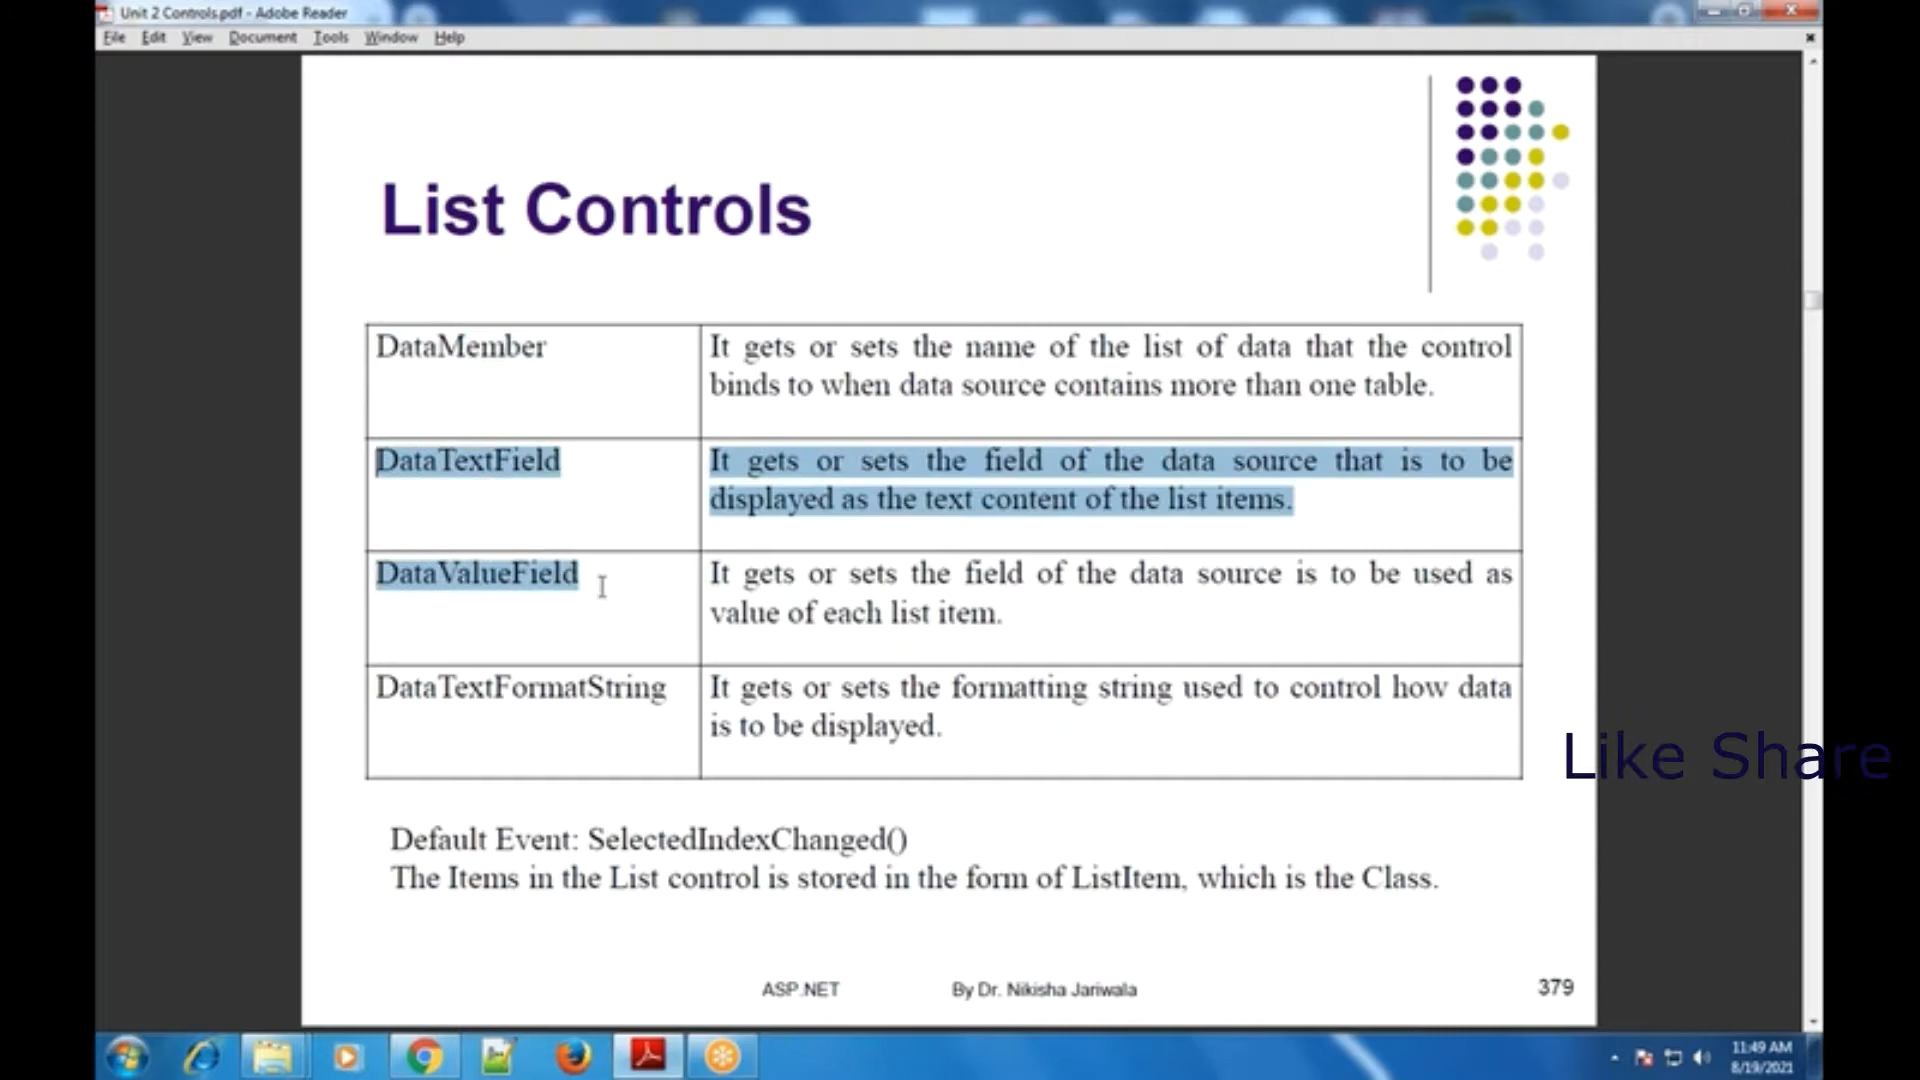 Unit 2 Controls.pdf - Adobe Reader
File Edit View Document Tools Window Help
List Controls
DataMember
It gets or sets the name of the list of data that the control
binds to when data source contains more than one table.
DataTextField
It gets or sets the field of the data source that is to be
displayed as the text content of the list items.
DataValueField
It gets or sets the field of the data source is to be used as
value of each list item.
DataTextFormatString
It gets or sets the formatting string used to control how data
is to be displayed.
Like Share
Default Event: SelectedIndexChanged()
The Items in the List control is stored in the form of ListItem, which is the Class.
ASP.NET
By Dr. Nikisha Jariwala
379
11:49 AM
8/19/2021